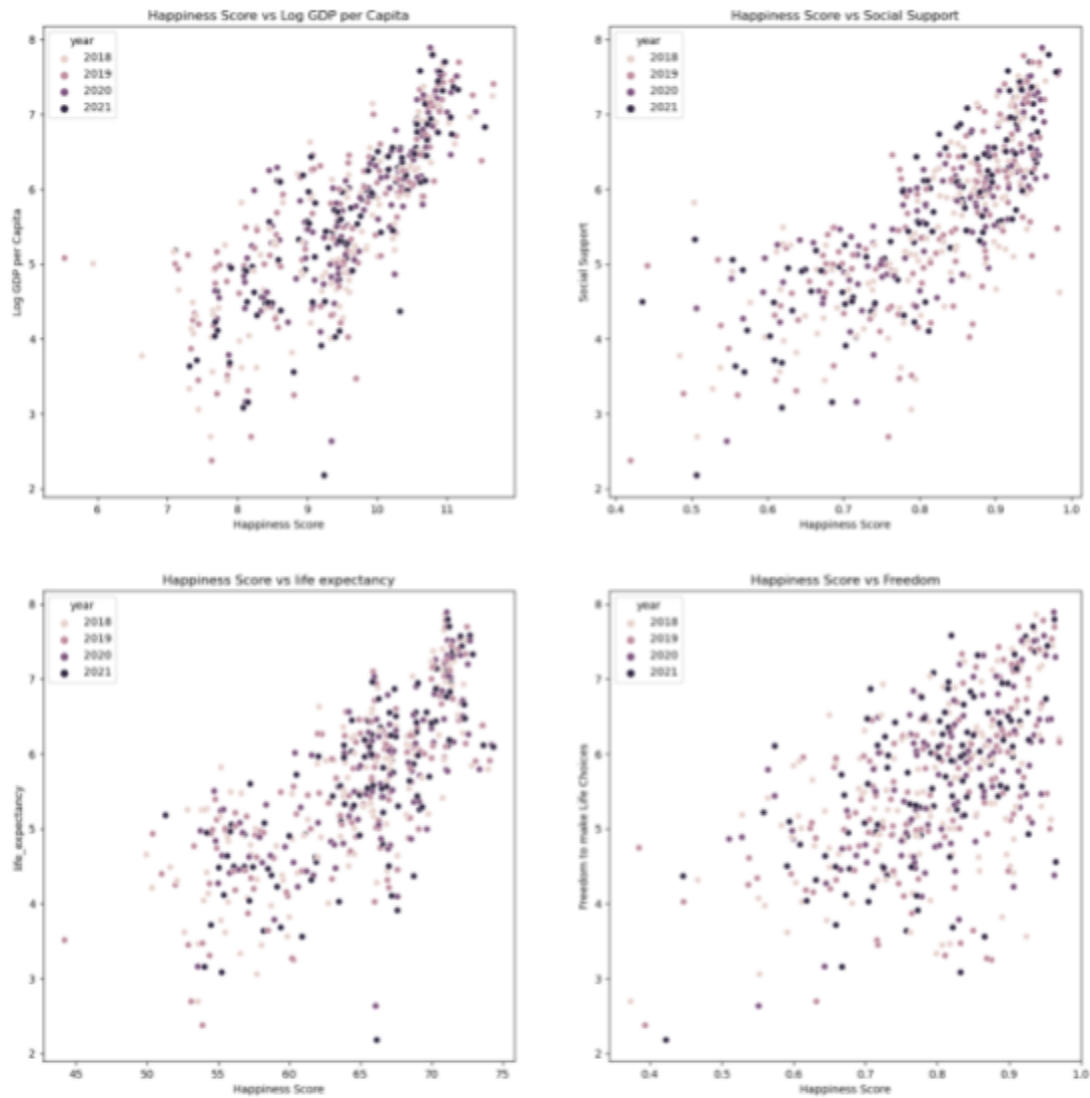 Happiness Score vs Log GDP per Capita
year
2018
2019
2020
2021
8
7
6
5
4
3
2
Log GDP per Capita
6 7 8 9 10 11
Happiness Score
Happiness Score vs Social Support
year
2018
2019
2020
2021
8
7
6
5
4
3
2
Social Support
0.4 0.5 0.6 0.7 0.8 0.9 1.0
Happiness Score
Happiness Score vs life expectancy
year
2018
2019
2020
2021
8
7
6
5
4
3
2
life_expectancy
45 50 55 60 65 70 75
Happiness Score
Happiness Score vs Freedom
year
2018
2019
2020
2021
8
7
6
5
4
3
2
Freedom to make Life Choices
0.4 0.5 0.6 0.7 0.8 0.9 1.0
Happiness Score